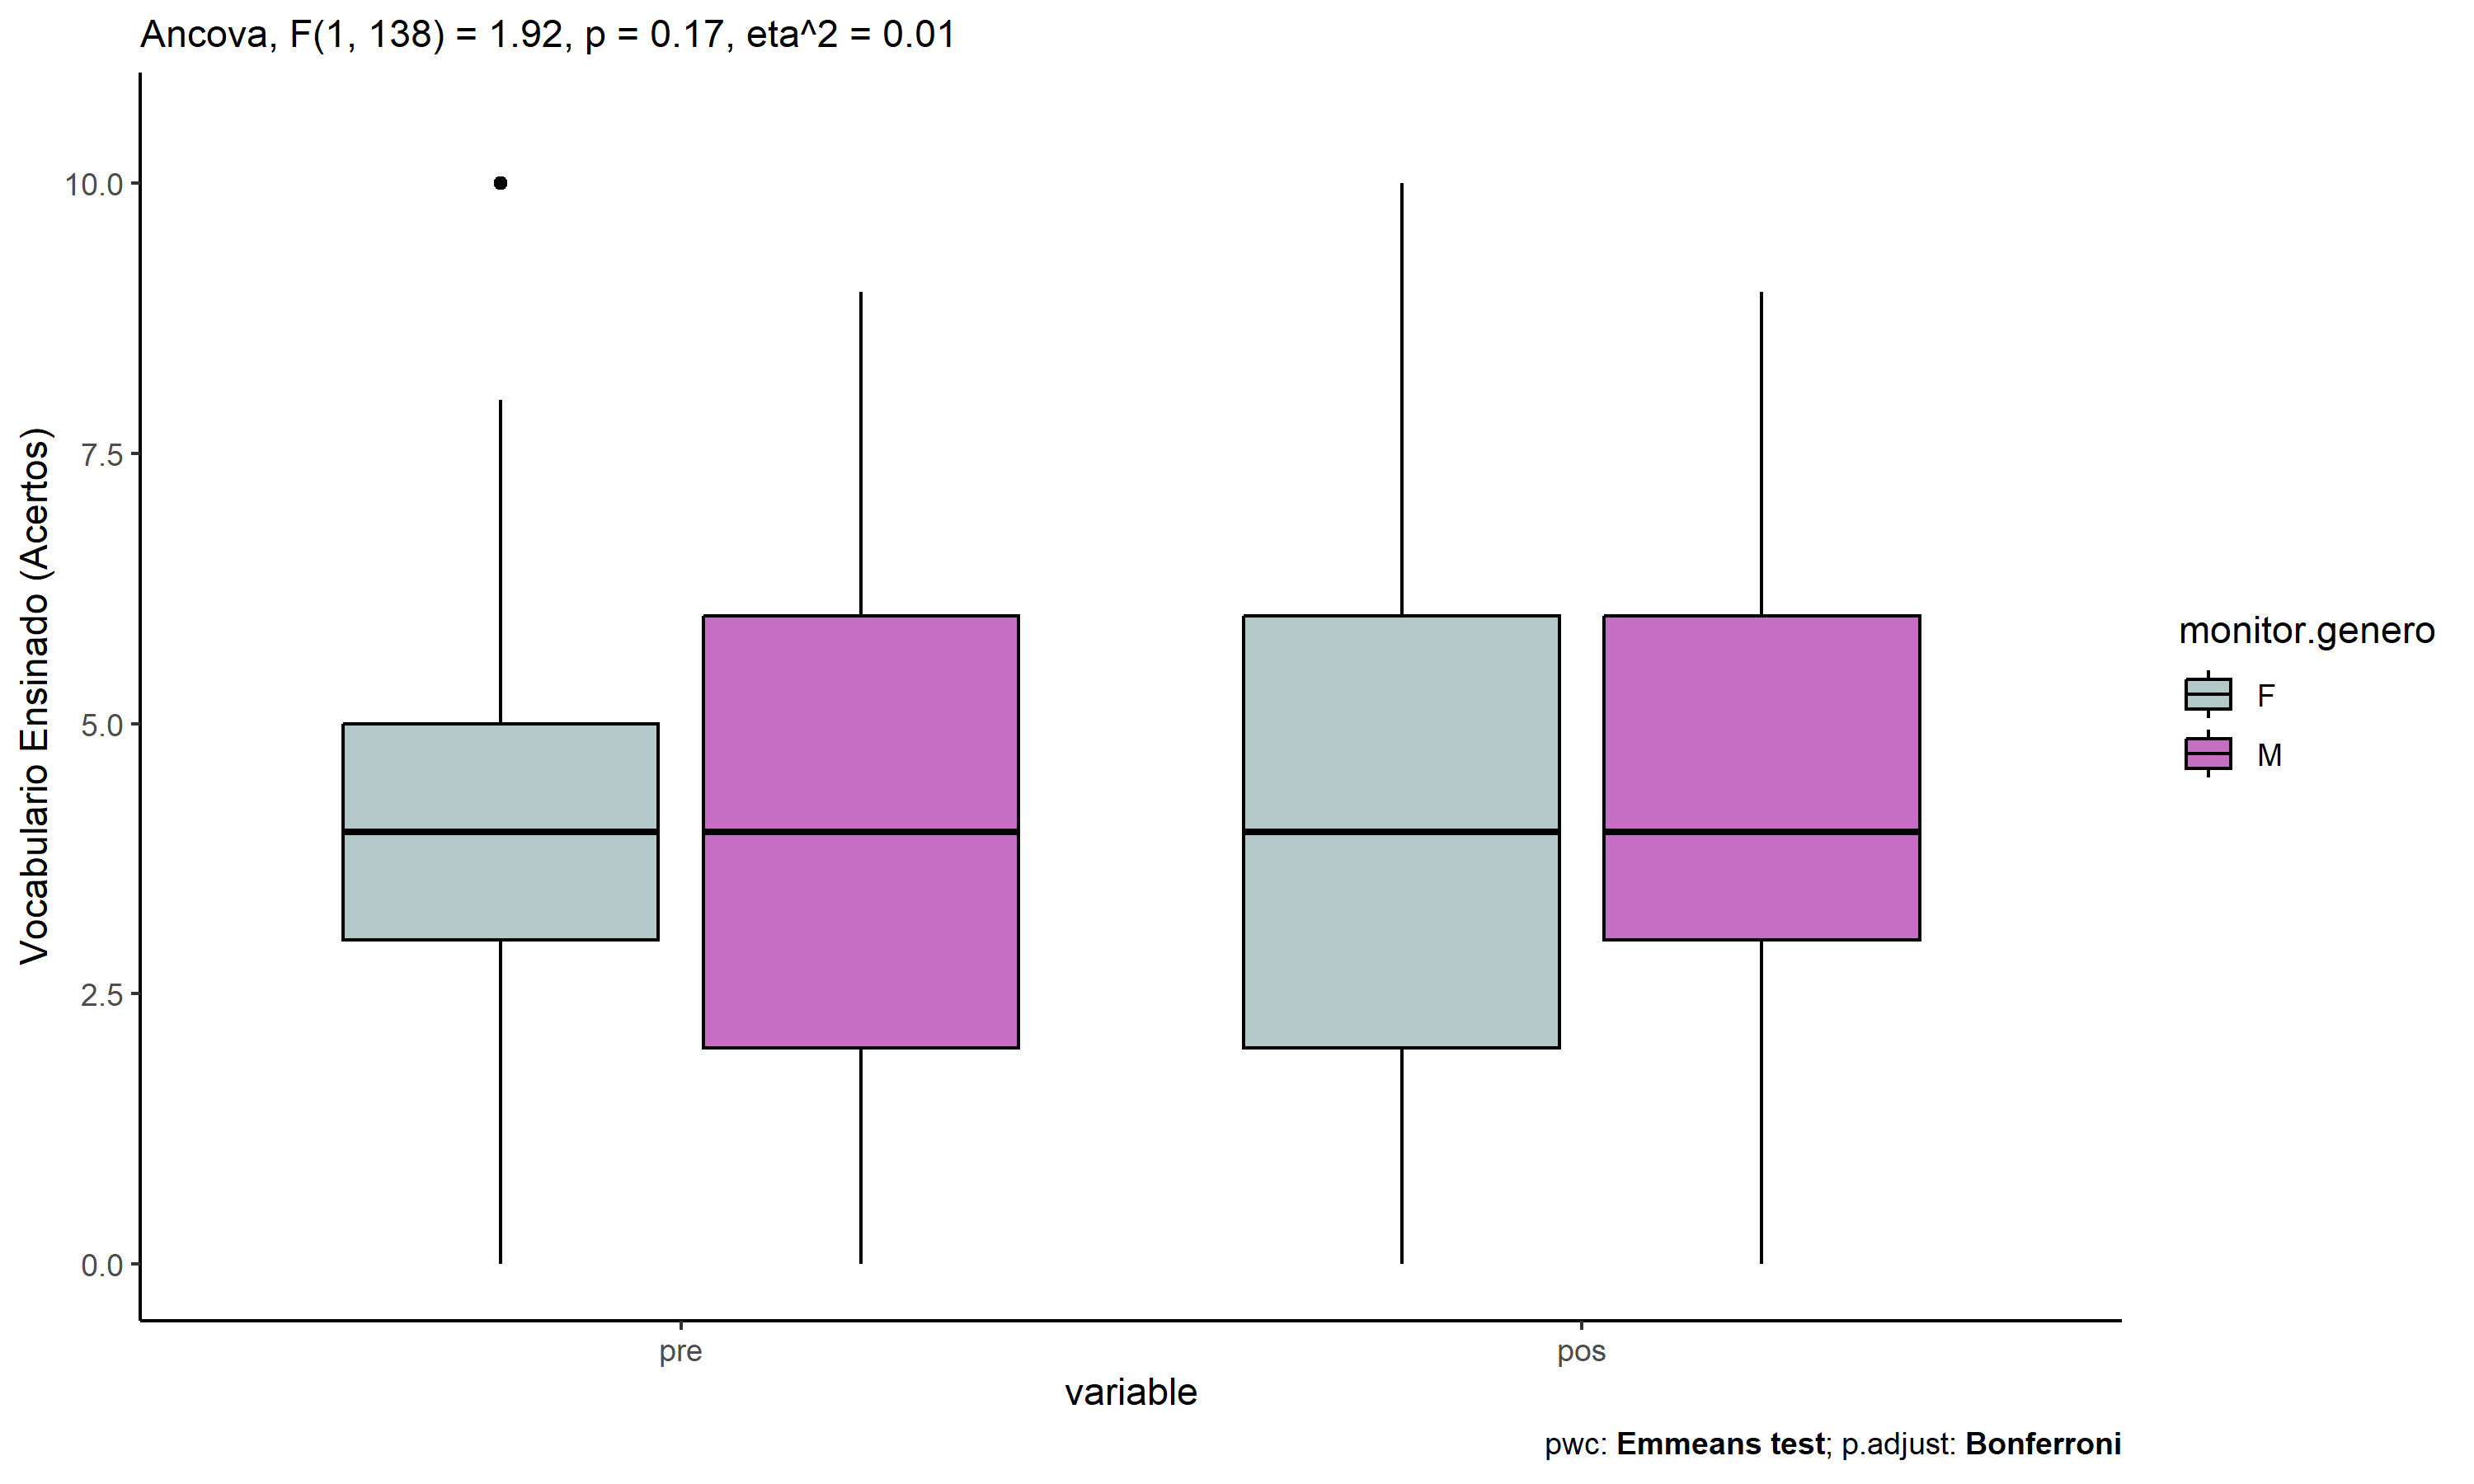 Ancova, F(1, 138) = 1.92, p = 0.17, eta^2 = 0.01
Vocabulario Ensinado (Acertos)
10.0
7.5
5.0
2.5
0.0
pre
pos
variable
monitor.genero
F
M
pwc: Emmeans test; p.adjust: Bonferroni